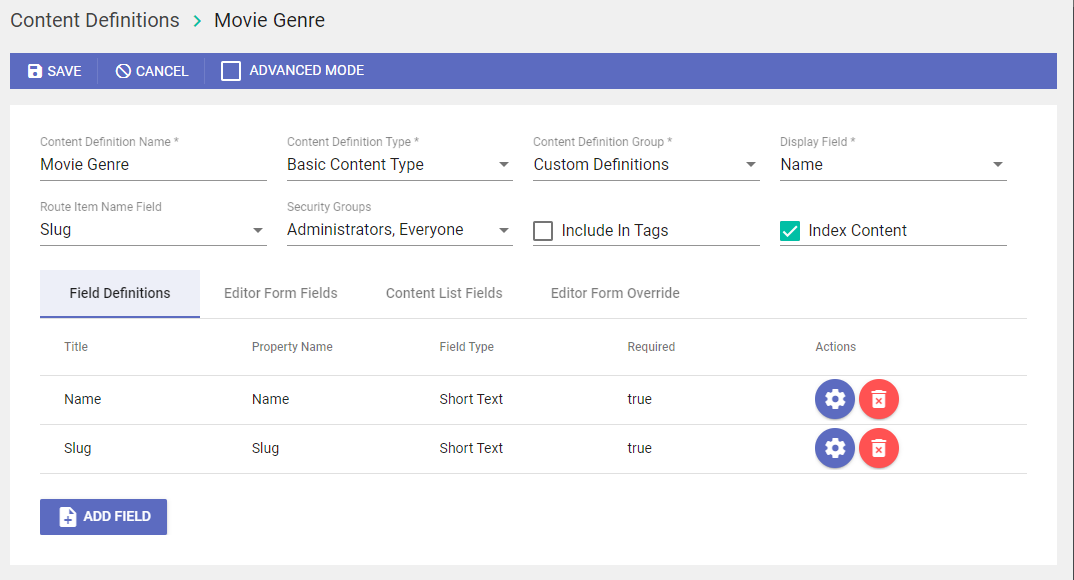 Content Definitions > Movie Genre
SAVE CANCEL ADVANCED MODE
Content Definition Name * Content Definition Type * Content Definition Group * Display Field *
Movie Genre Basic Content Type Custom Definitions Name
Route Item Name Field Security Groups
Slug Administrators, Everyone Include In Tags Index Content
Field Definitions Editor Form Fields Content List Fields Editor Form Override
Title Property Name Field Type Required Actions
Name Name Short Text true
Slug Slug Short Text true
ADD FIELD